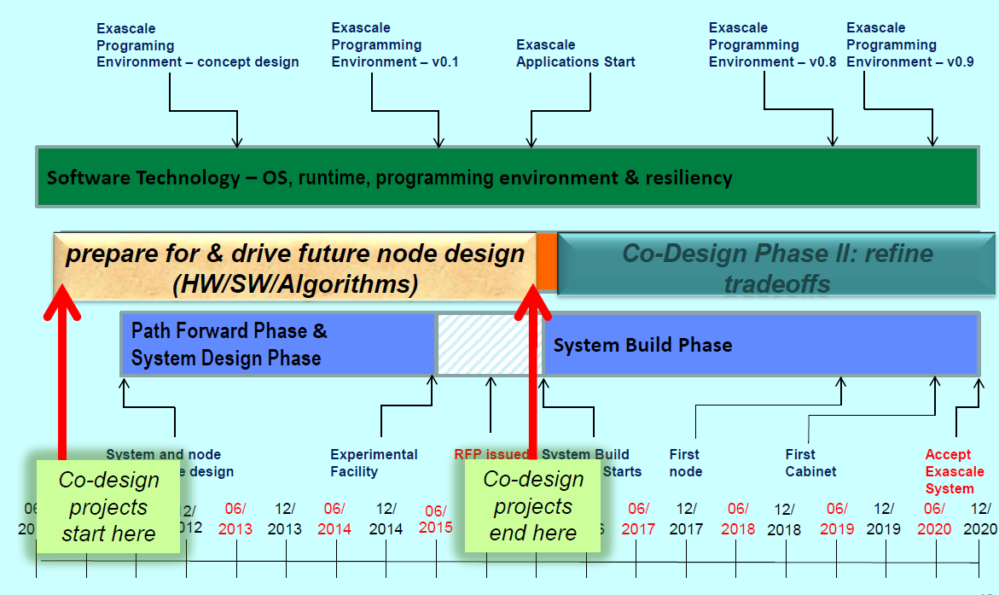 Exascale
Programing
Environment – concept design
Exascale
Programming
Environment – v0.1
Exascale
Applications Start
Exascale
Programming
Environment – v0.8
Exascale
Programming
Environment – v0.9
Software Technology – OS, runtime, programming environment & resiliency
prepare for & drive future node design
(HW/SW/Algorithms)
Co-Design Phase II: refine
tradeoffs
Path Forward Phase &
System Design Phase
System Build Phase
System and node
design
Experimental
Facility
RFP issued
System Build
Starts
First
node
First
Cabinet
Accept
Exascale
System
Co-design
projects
start here
Co-design
projects
end here
06/
2013
12/
2013
06/
2014
12/
2014
06/
2015
06/
2017
12/
2017
06/
2018
12/
2018
06/
2019
12/
2019
06/
2020
12/
2020